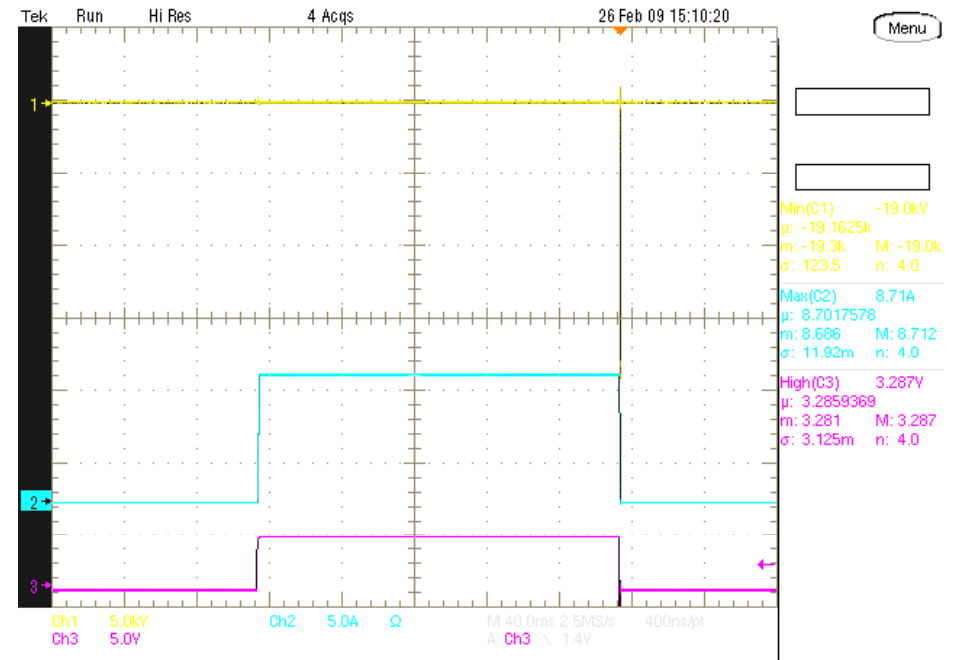 Tek Run Hi Res 4 Acqs 26 Feb 09 15:10:20
Menu
1
Min(C1) -19.0kV
µ: -19.1625k
m: -19.3k M: -19.0k
σ: 123.5 n: 4.0
Max(C2) 8.71A
µ: 8.7017578
m: 8.686 M: 8.712
σ: 11.92m n: 4.0
High(C3) 3.287V
µ: 3.2859369
m: 3.281 M: 3.287
σ: 3.125m n: 4.0
2
3
Ch1 5.0kV Ch2 5.0A Ω M 40.0ms 2.5MS/s 400ns/pt
Ch3 5.0V A Ch3 \ 1.4V